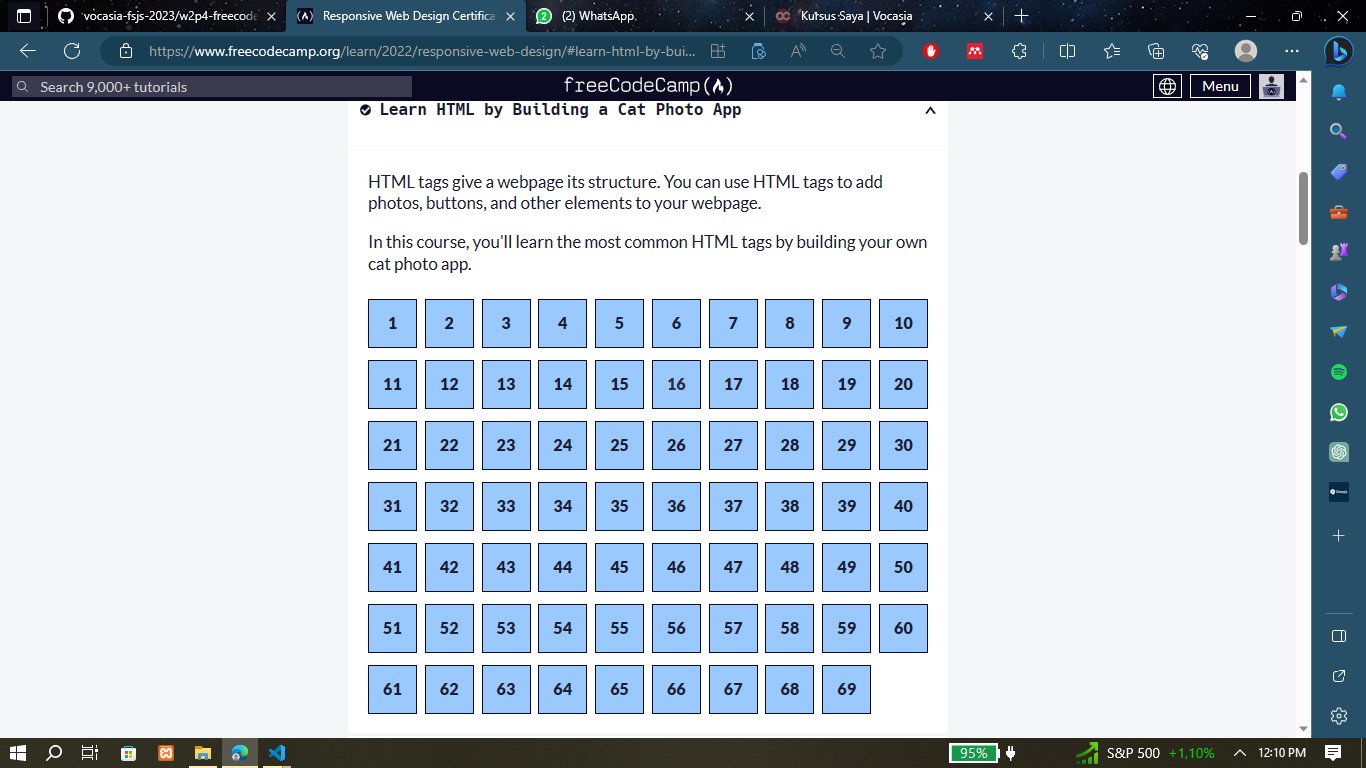 vocasia-fsjs-2023/w2p4-freecode
Responsive Web Design Certifica
(2) WhatsApp
Kursus Saya | Vocasia
https://www.freecodecamp.org/learn/2022/responsive-web-design/#learn-html-by-bui...
Search 9,000+ tutorials
freeCodeCamp
Menu
Learn HTML by Building a Cat Photo App
HTML tags give a webpage its structure. You can use HTML tags to add
photos, buttons, and other elements to your webpage.
In this course, you'll learn the most common HTML tags by building your own
cat photo app.
1 2 3 4 5 6 7 8 9 10
11 12 13 14 15 16 17 18 19 20
21 22 23 24 25 26 27 28 29 30
31 32 33 34 35 36 37 38 39 40
41 42 43 44 45 46 47 48 49 50
51 52 53 54 55 56 57 58 59 60
61 62 63 64 65 66 67 68 69
95%
S&P 500 +1,10%
12:10 PM